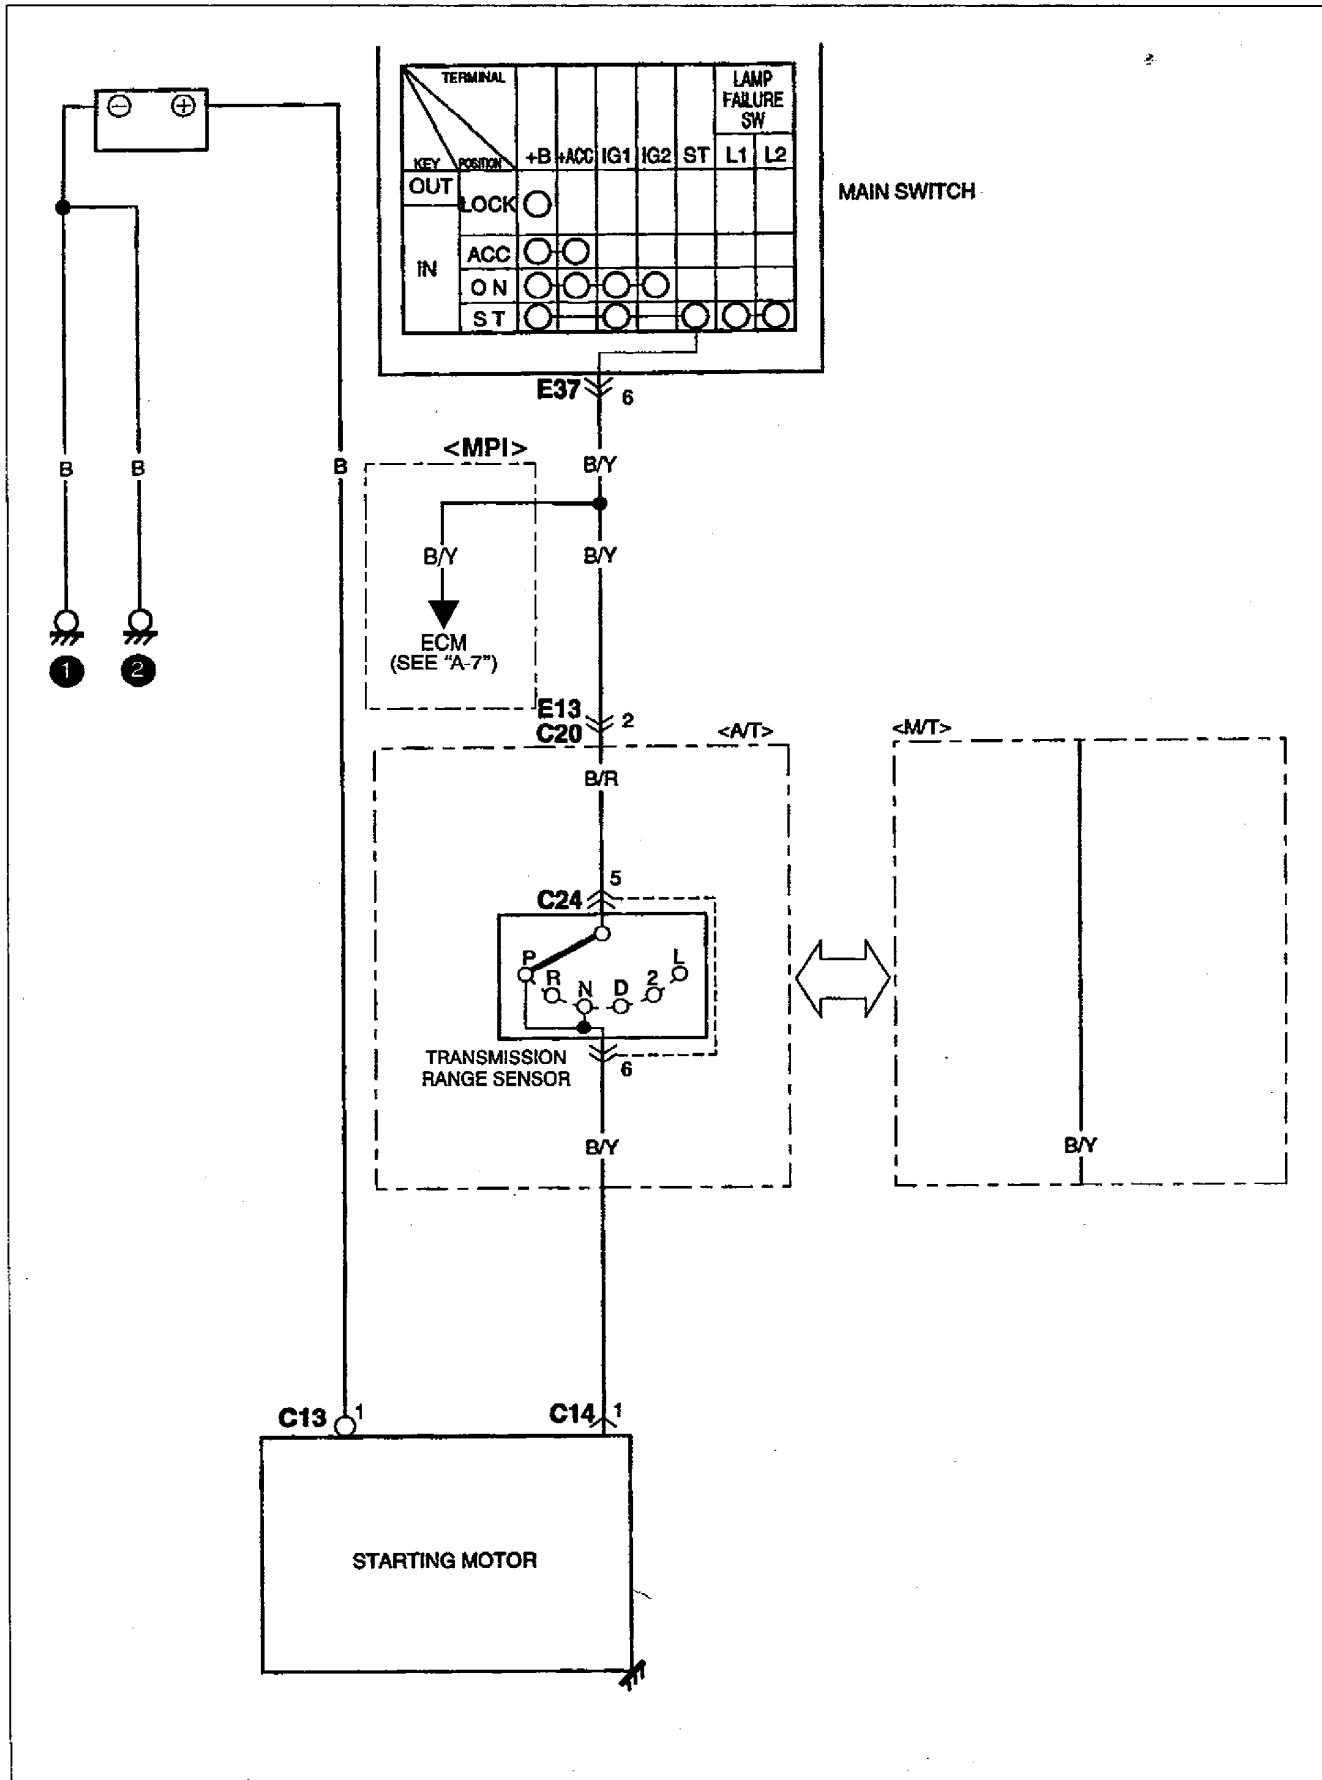 TERMINAL
LAMP
FAILURE
SW
KEY POSITION +B +ACC IG1 IG2 ST L1 L2
OUT
LOCK
MAIN SWITCH
ACC
IN
ON
ST
− +
E37 6
<MPI>
B B B B/Y
B/Y B/Y
ECM
(SEE "A-7")
1 2
E13
C20 2
<A/T> <M/T>
B/R
5
C24
P R N D 2 L
TRANSMISSION
RANGE SENSOR
6
B/Y B/Y
C13 1 C14 1
STARTING MOTOR